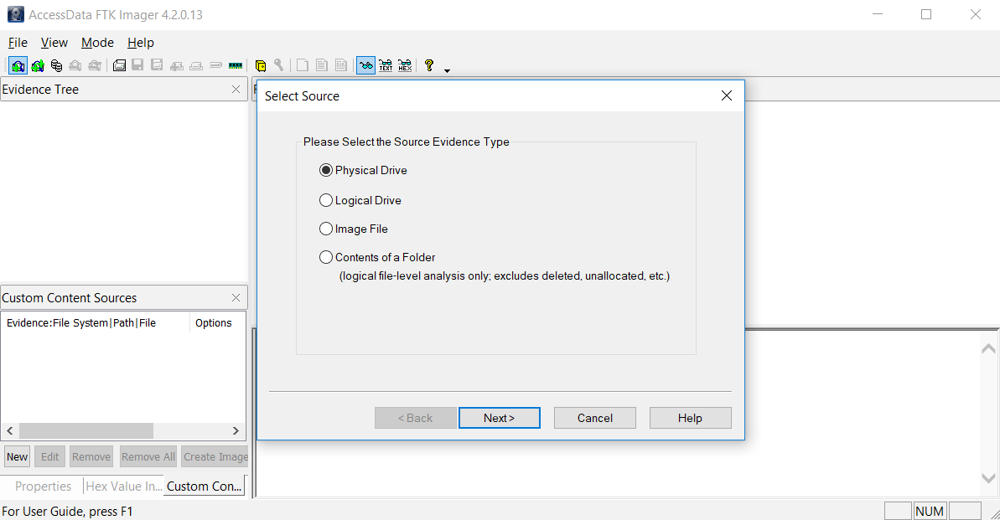 AccessData FTK Imager 4.2.0.13
File View Mode Help
TEXT HEX
Evidence Tree
Select Source
Please Select the Source Evidence Type
Physical Drive
Logical Drive
Image File
Contents of a Folder
(logical file-level analysis only; excludes deleted, unallocated, etc.)
< Back Next > Cancel Help
Custom Content Sources
Evidence:File System|Path|File Options
New Edit Remove Remove All Create Image
Properties Hex Value In... Custom Con...
For User Guide, press F1
NUM